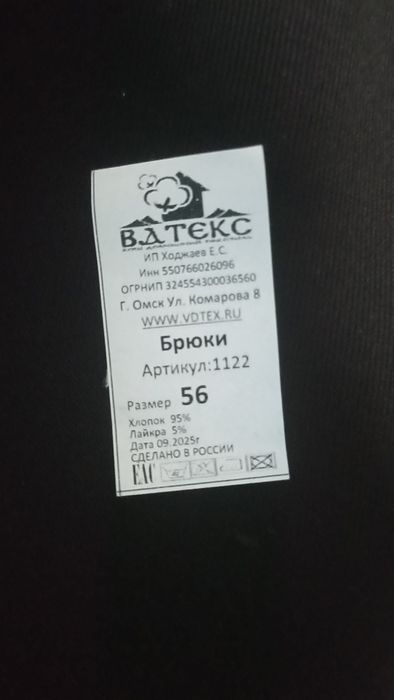 ВДТЕКС
ИП Ходжаев Е.С.
Инн 550766026096
ОГРНИП 324554300036560
Г. Омск Ул. Комарова 8
WWW.VDTEX.RU
Брюки
Артикул:1122
Размер 56
Хлопок 95%
Лайкра 5%
Дата 09.2025г
СДЕЛАНО В РОССИИ
ЕАС